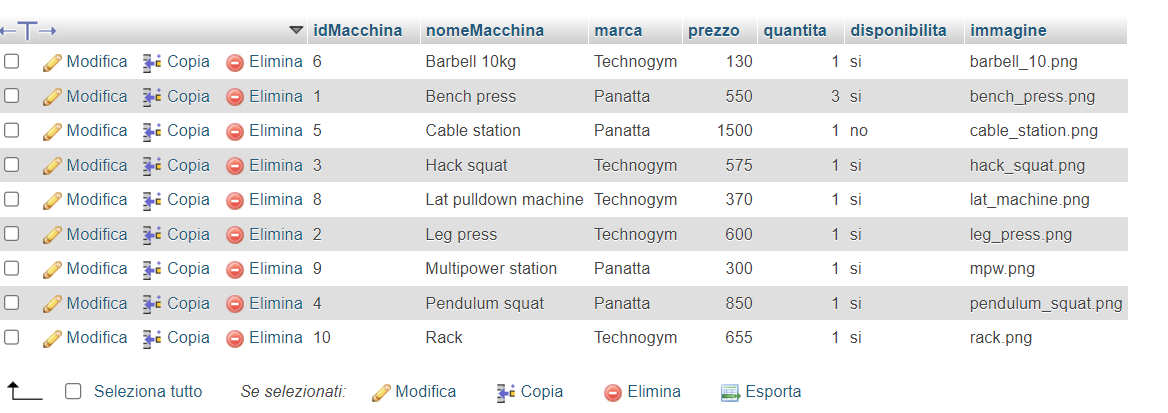 idMacchina nomeMacchina marca prezzo quantita disponibilita immagine
Modifica Copia Elimina 6 Barbell 10kg Technogym 130 1 si barbell_10.png
Modifica Copia Elimina 1 Bench press Panatta 550 3 si bench_press.png
Modifica Copia Elimina 5 Cable station Panatta 1500 1 no cable_station.png
Modifica Copia Elimina 3 Hack squat Technogym 575 1 si hack_squat.png
Modifica Copia Elimina 8 Lat pulldown machine Technogym 370 1 si lat_machine.png
Modifica Copia Elimina 2 Leg press Technogym 600 1 si leg_press.png
Modifica Copia Elimina 9 Multipower station Panatta 300 1 si mpw.png
Modifica Copia Elimina 4 Pendulum squat Panatta 850 1 si pendulum_squat.png
Modifica Copia Elimina 10 Rack Technogym 655 1 si rack.png
Seleziona tutto Se selezionati: Modifica Copia Elimina Esporta